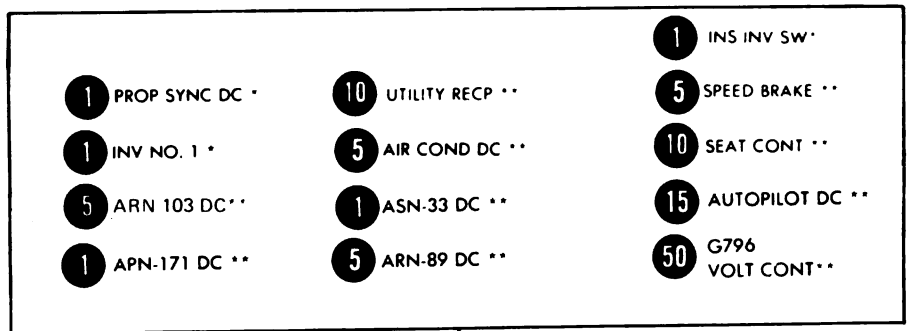 1 INS INV SW*
1 PROP SYNC DC *
10 UTILITY RECP **
5 SPEED BRAKE **
1 INV NO. 1 *
5 AIR COND DC **
10 SEAT CONT **
5 ARN 103 DC**
1 ASN-33 DC **
15 AUTOPILOT DC **
1 APN-171 DC **
5 ARN-89 DC **
50 G796
VOLT CONT**